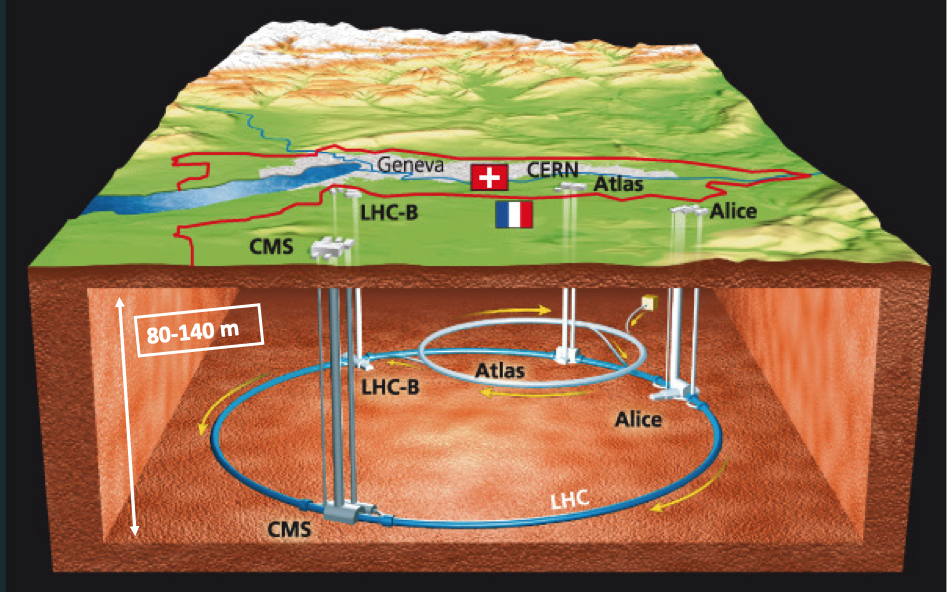 Geneva
CERN
Atlas
LHC-B
Alice
CMS
80-140 m
Atlas
LHC-B
Alice
LHC
CMS